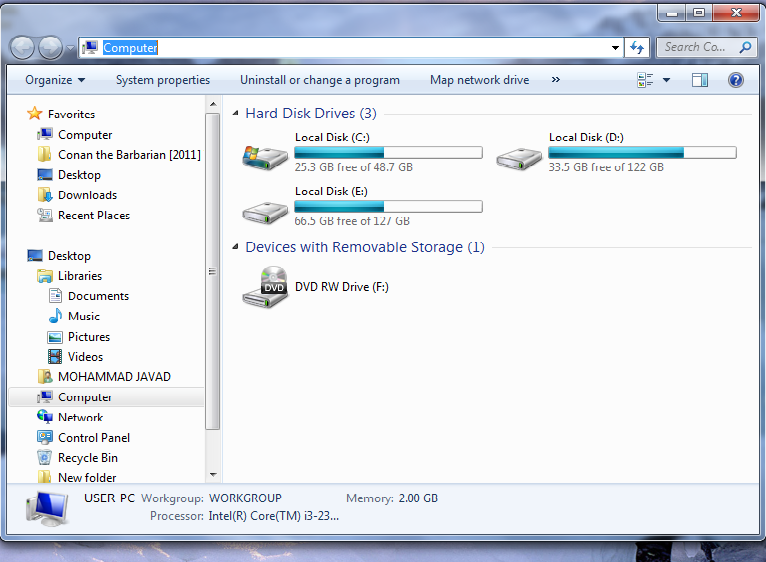 Computer
Search Co...
Organize System properties Uninstall or change a program Map network drive »
Favorites
Computer
Conan the Barbarian [2011]
Desktop
Downloads
Recent Places
Desktop
Libraries
Documents
Music
Pictures
Videos
MOHAMMAD JAVAD
Computer
Network
Control Panel
Recycle Bin
New folder
Hard Disk Drives (3)
Local Disk (C:)
25.3 GB free of 48.7 GB
Local Disk (D:)
33.5 GB free of 122 GB
Local Disk (E:)
66.5 GB free of 127 GB
Devices with Removable Storage (1)
DVD
DVD RW Drive (F:)
USER PC Workgroup: WORKGROUP Memory: 2.00 GB
Processor: Intel(R) Core(TM) i3-23...